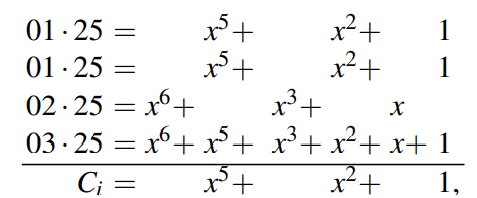 01 · 25 = x⁵+ x²+ 1
01 · 25 = x⁵+ x²+ 1
02 · 25 = x⁶+ x³+ x
03 · 25 = x⁶+ x⁵+ x³+ x²+ x+ 1
Cᵢ = x⁵+ x²+ 1,